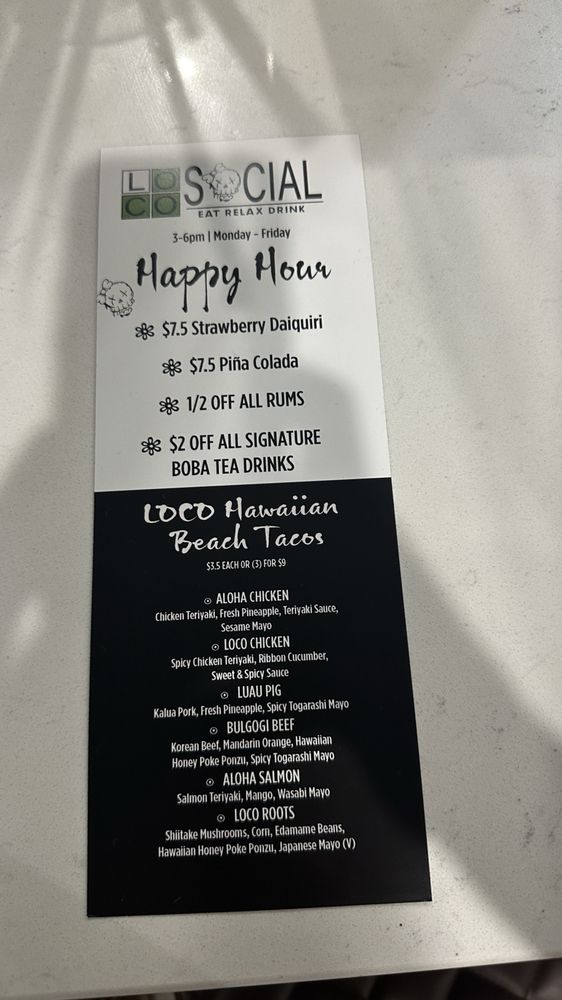 LOCO SOCIAL
EAT RELAX DRINK
3-6pm | Monday - Friday
Happy Hour
$7.5 Strawberry Daiquiri
$7.5 Piña Colada
1/2 OFF ALL RUMS
$2 OFF ALL SIGNATURE
BOBA TEA DRINKS
LOCO Hawaiian
Beach Tacos
$3.5 EACH OR (3) FOR $9
ALOHA CHICKEN
Chicken Teriyaki, Fresh Pineapple, Teriyaki Sauce,
Sesame Mayo
LOCO CHICKEN
Spicy Chicken Teriyaki, Ribbon Cucumber,
Sweet & Spicy Sauce
LUAU PIG
Kalua Pork, Fresh Pineapple, Spicy Togarashi Mayo
BULGOGI BEEF
Korean Beef, Mandarin Orange, Hawaiian
Honey Poke Ponzu, Spicy Togarashi Mayo
ALOHA SALMON
Salmon Teriyaki, Mango, Wasabi Mayo
LOCO ROOTS
Shiitake Mushrooms, Corn, Edamame Beans,
Hawaiian Honey Poke Ponzu, Japanese Mayo (V)